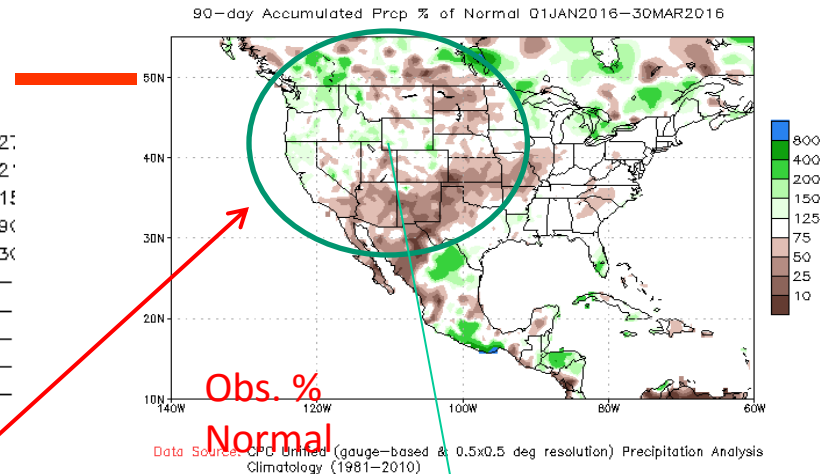 90-day Accumulated Prcp % of Normal 01JAN2016-30MAR2016
50N
40N
30N
20N
10N
140W 120W 100W 80W 60W
800
400
200
150
125
75
50
25
10
Obs. %
Normal
Data Source: CPC Unified (gauge-based & 0.5x0.5 deg resolution) Precipitation Analysis
Climatology (1981-2010)